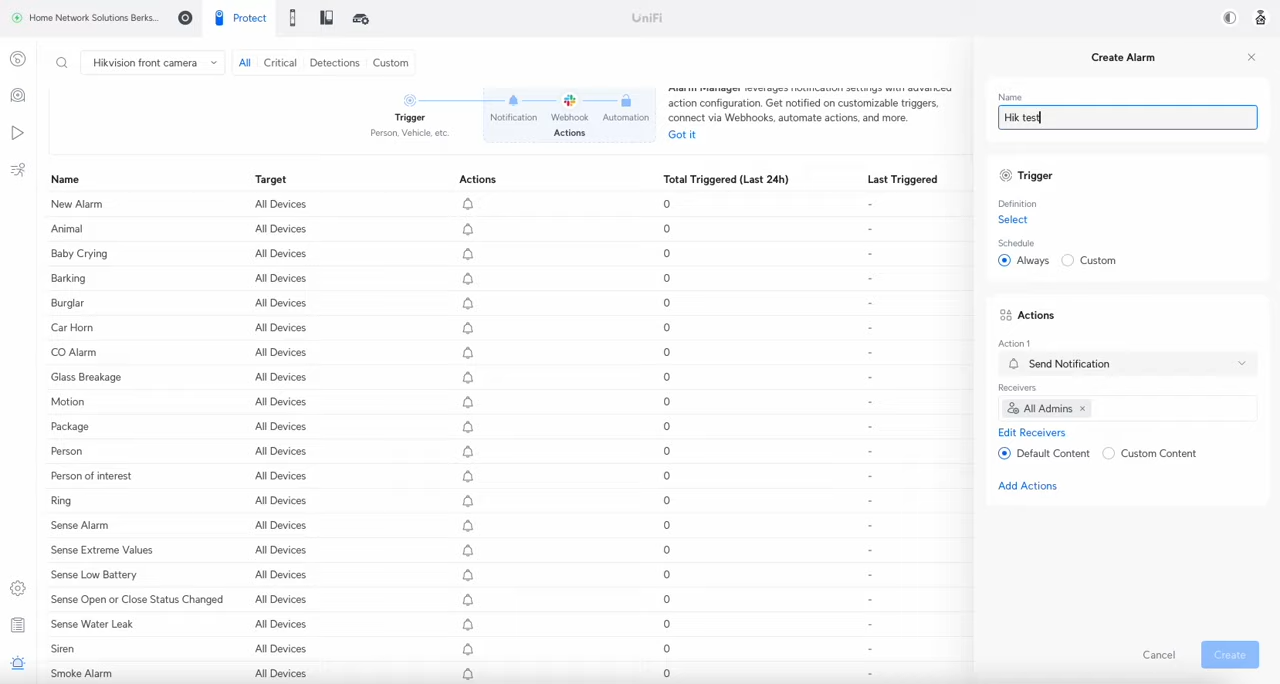 Home Network Solutions Berks...
Protect
UniFi
Hikvision front camera
All
Critical
Detections
Custom
Create Alarm
Name
Hik test
Trigger
Person, Vehicle, etc.
Notification
Webhook
Automation
Actions
Alarm Manager leverages notification settings with advanced
action configuration. Get notified on customizable triggers,
connect via Webhooks, automate actions, and more.
Got it
Name Target Actions Total Triggered (Last 24h) Last Triggered
New Alarm All Devices 0 -
Animal All Devices 0 -
Baby Crying All Devices 0 -
Barking All Devices 0 -
Burglar All Devices 0 -
Car Horn All Devices 0 -
CO Alarm All Devices 0 -
Glass Breakage All Devices 0 -
Motion All Devices 0 -
Package All Devices 0 -
Person All Devices 0 -
Person of interest All Devices 0 -
Ring All Devices 0 -
Sense Alarm All Devices 0 -
Sense Extreme Values All Devices 0 -
Sense Low Battery All Devices 0 -
Sense Open or Close Status Changed All Devices 0 -
Sense Water Leak All Devices 0 -
Siren All Devices 0 -
Smoke Alarm All Devices 0 -
Trigger
Definition
Select
Schedule
Always
Custom
Actions
Action 1
Send Notification
Receivers
All Admins ×
Edit Receivers
Default Content
Custom Content
Add Actions
Cancel
Create